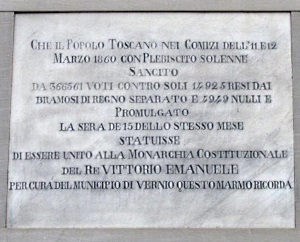 CHE IL POPOLO TOSCANO NEI COMIZI DELL'11 E 12
MARZO 1860 CON PLEBISCITO SOLENNE
SANCITO
DA 366561 VOTI CONTRO SOLI 14925 RESI DAI
BRAMOSI DI REGNO SEPARATO E 4949 NULLI E
PROMULGATO
LA SERA DE 15 DELLO STESSO MESE
STATUISSE
DI ESSERE UNITO ALLA MONARCHIA COSTITUZIONALE
DEL RE VITTORIO EMANUELE
PER CURA DEL MUNICIPIO DI VERNIO QUESTO MARMO RICORDA